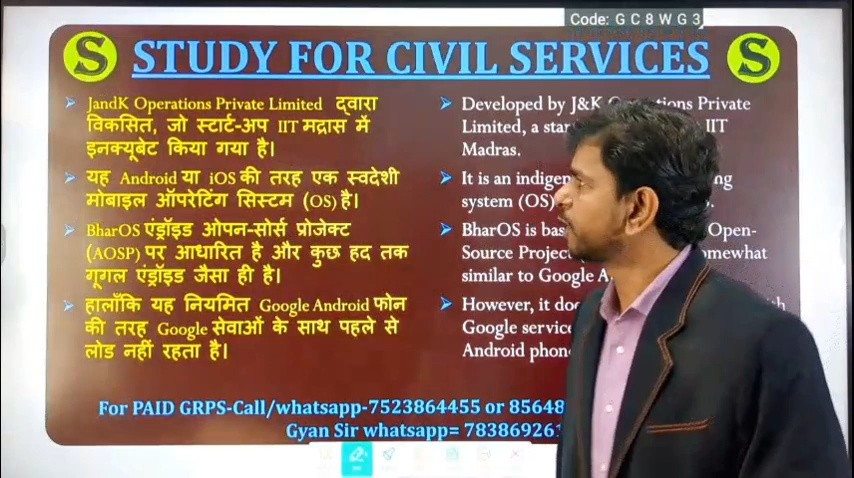 Code: G C 8 W G 3
S STUDY FOR CIVIL SERVICES S
JandK Operations Private Limited द्वारा
विकसित, जो स्टार्ट-अप IIT मद्रास में
इनक्यूबेट किया गया है।
यह Android या iOS की तरह एक स्वदेशी
मोबाइल ऑपरेटिंग सिस्टम (OS) है।
BharOS एंड्रॉइड ओपन-सोर्स प्रोजेक्ट
(AOSP) पर आधारित है और कुछ हद तक
गूगल एंड्रॉइड जैसा ही है।
हालाँकि यह नियमित Google Android फोन
की तरह Google सेवाओं के साथ पहले से
लोड नहीं रहता है।
Developed by J&K Private
Limited, a IIT
Madras.
It is an
system (OS)
BharOS is Open-
Source
similar to Google
However, it
Google
Android
For PAID GRPS-Call/whatsapp-7523864455 or
Gyan Sir whatsapp=